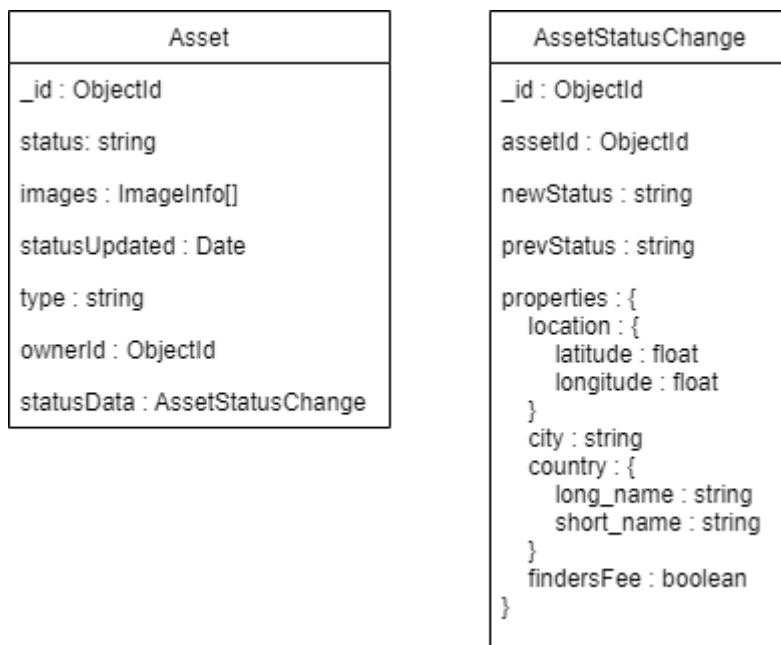 Asset
_id : ObjectId
status: string
images : ImageInfo[]
statusUpdated : Date
type : string
ownerId : ObjectId
statusData : AssetStatusChange
AssetStatusChange
_id : ObjectId
assetId : ObjectId
newStatus : string
prevStatus : string
properties : {
location : {
latitude : float
longitude : float
}
city : string
country : {
long_name : string
short_name : string
}
findersFee : boolean
}